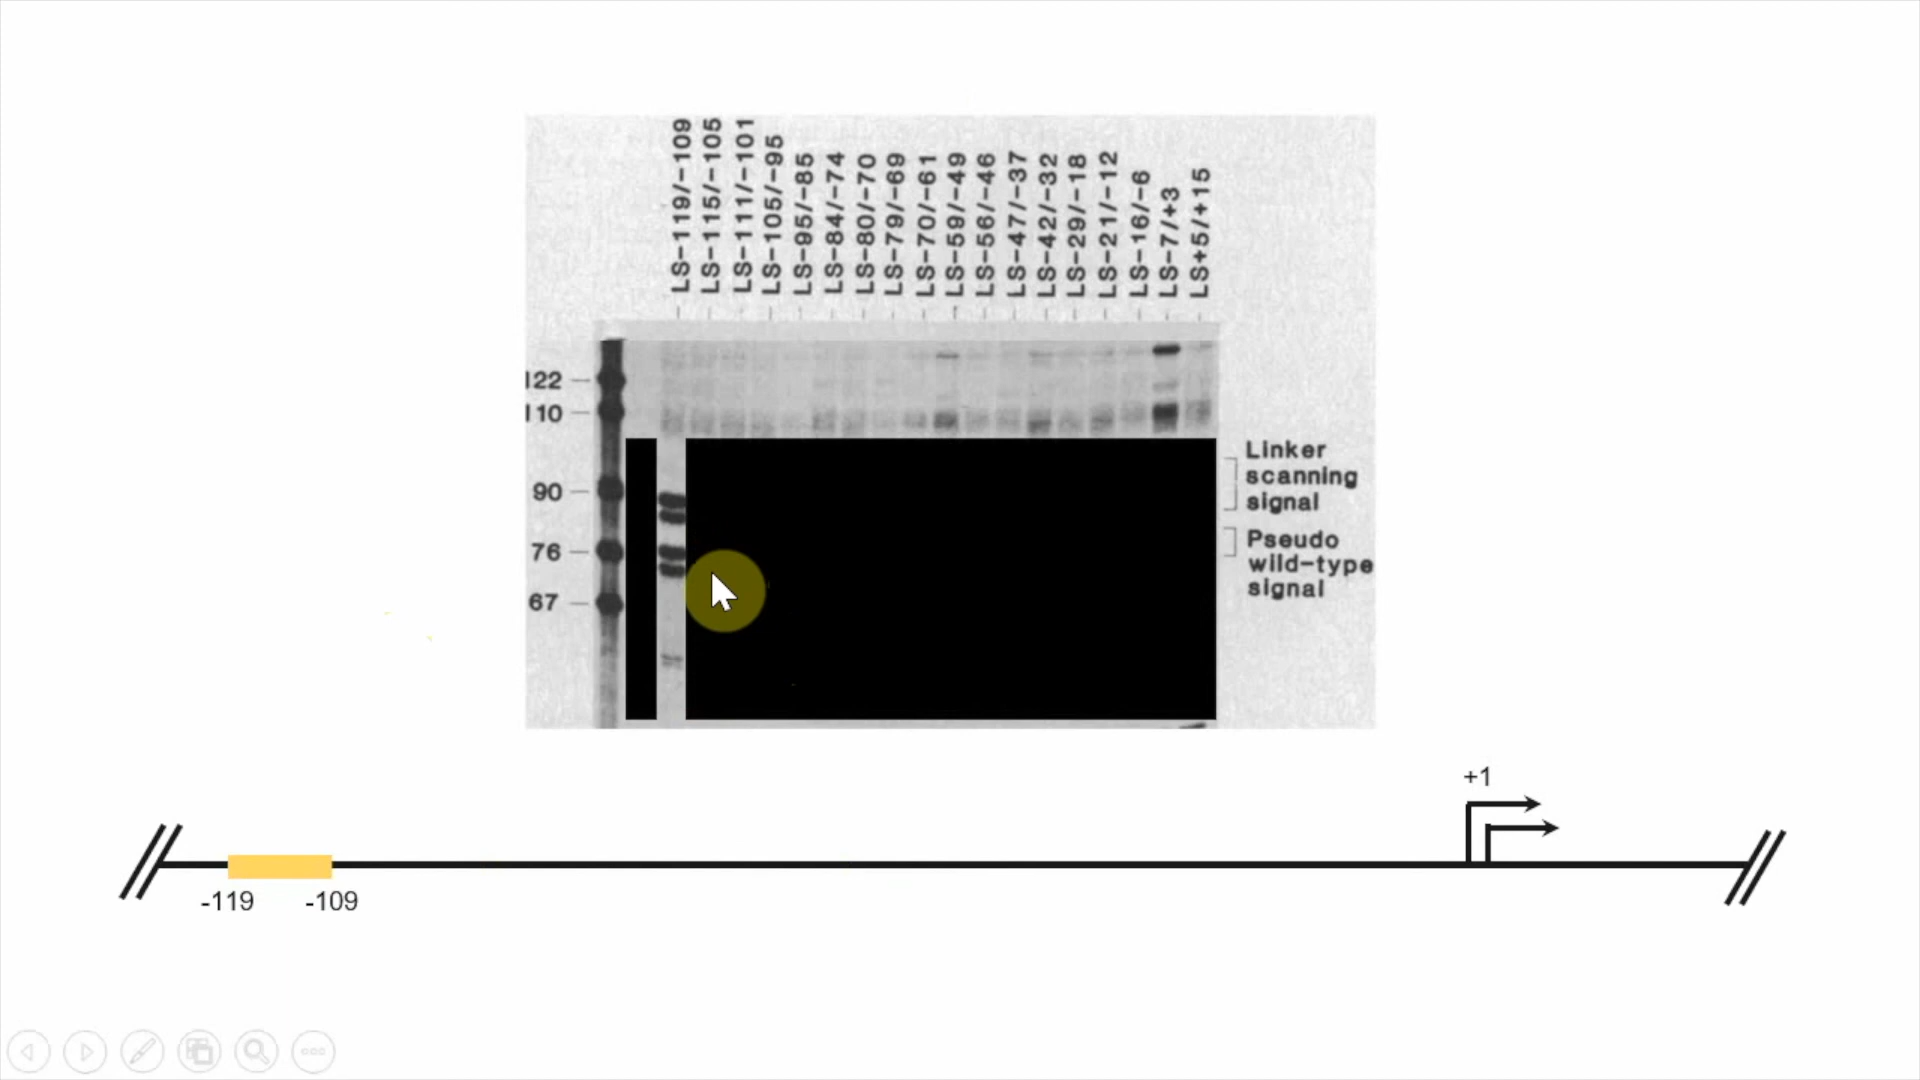 LS-119/-109
LS-115/-105
LS-111/-101
LS-105/-95
LS-95/-85
LS-84/-74
LS-80/-70
LS-79/-69
LS-70/-61
LS-59/-49
LS-56/-46
LS-47/-37
LS-42/-32
LS-29/-18
LS-21/-12
LS-16/-6
LS-7/+3
LS+5/+15
122
110
90
76
67
Linker
scanning
signal
Pseudo
wild-type
signal
+1
-119
-109